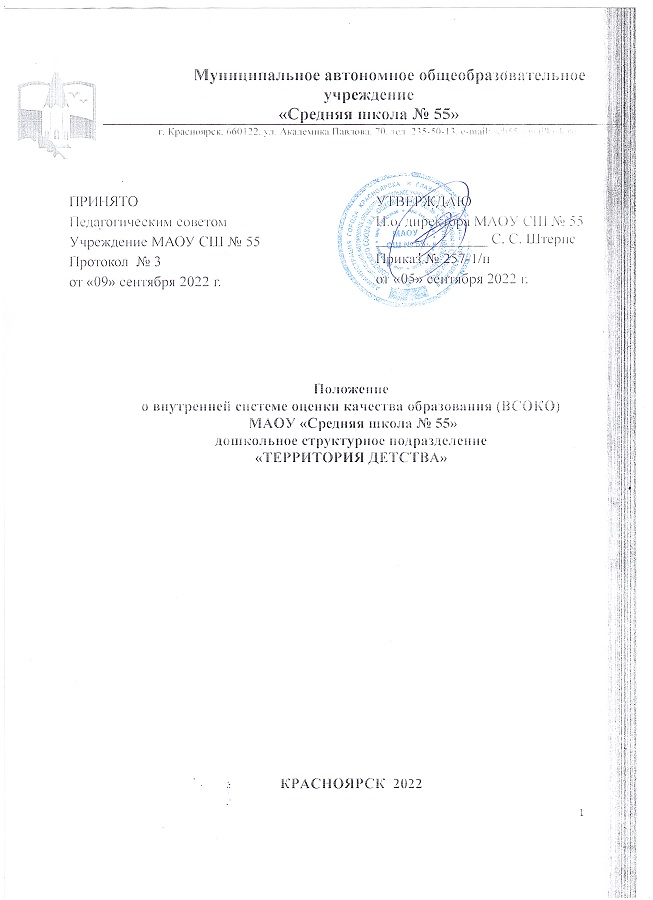 Муниципальное автономное общеобразовательное
учреждение
«Средняя школа № 55»
г. Красноярск, 660122, ул. Академика Павлова, 70, тел. 235-50-13, e-mail:
ПРИНЯТО
Педагогическим советом
Учреждение МАОУ СШ № 55
Протокол № 3
от «09» сентября 2022 г.
УТВЕРЖДАЮ
И.о. директора МАОУ СШ № 55
С. С. Штернс
Приказ № 257-1/п
от «05» сентября 2022 г.
МАОУ
Положение
о внутренней системе оценки качества образования (ВСОКО)
МАОУ «Средняя школа № 55»
дошкольное структурное подразделение
«ТЕРРИТОРИЯ ДЕТСТВА»
КРАСНОЯРСК 2022
1